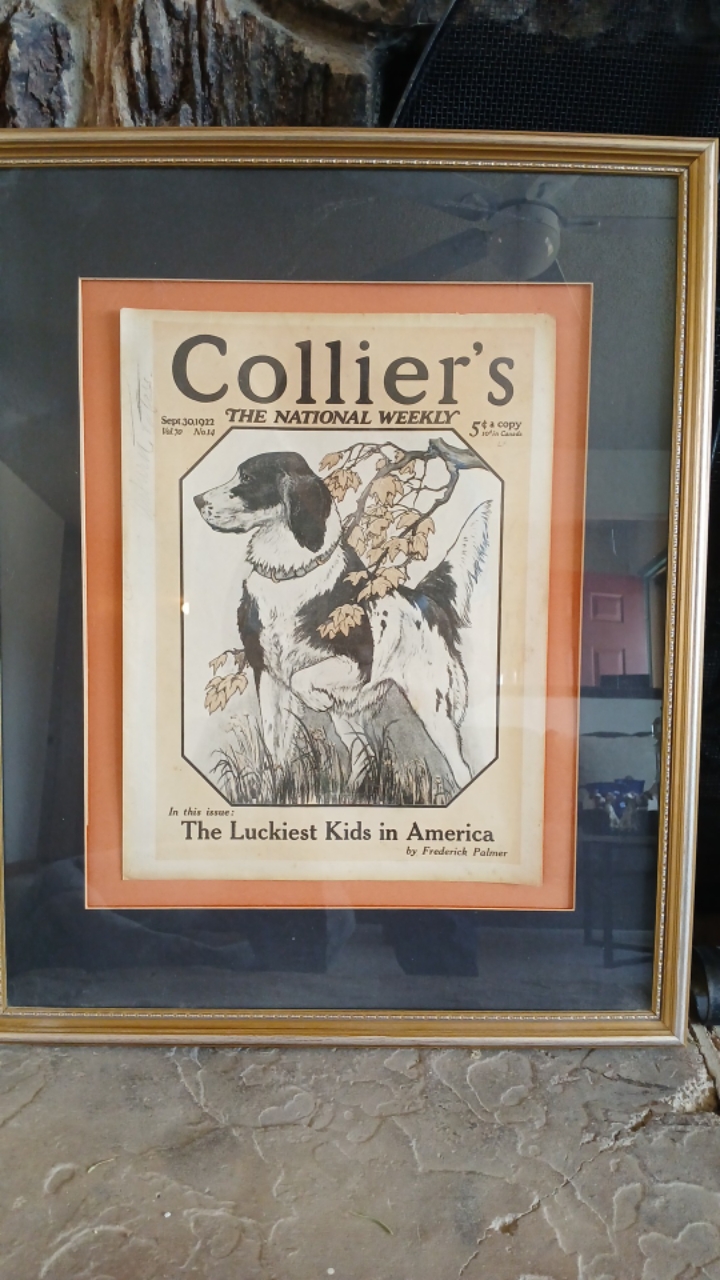 Collier's
THE NATIONAL WEEKLY
Sept.30,1922
Vol.70 No.14
5¢ a copy
10¢ in Canada
In this issue:
The Luckiest Kids in America
by Frederick Palmer